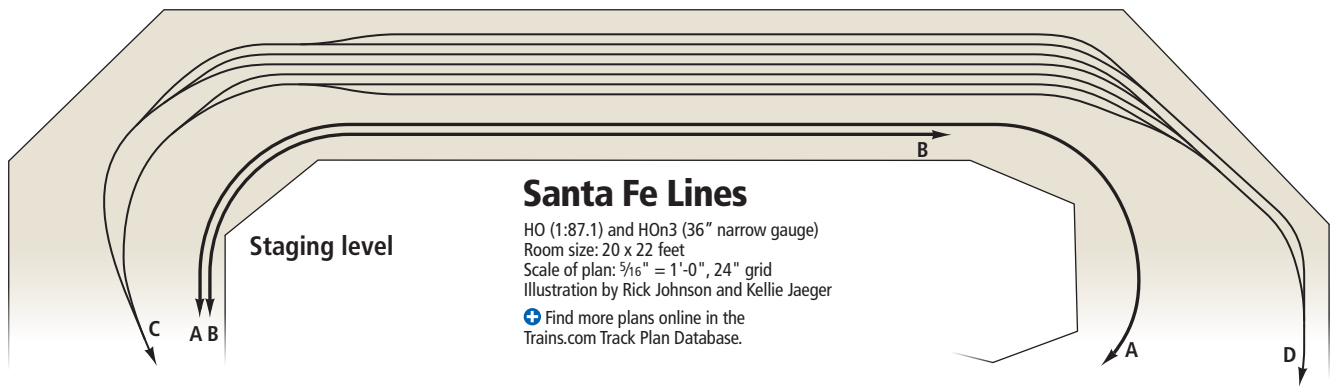 B
Santa Fe Lines
HO (1:87.1) and HOn3 (36" narrow gauge)
Room size: 20 x 22 feet
Scale of plan: 5/16" = 1'-0", 24" grid
Illustration by Rick Johnson and Kellie Jaeger
Find more plans online in the
Trains.com Track Plan Database.
Staging level
C
A B
A
D